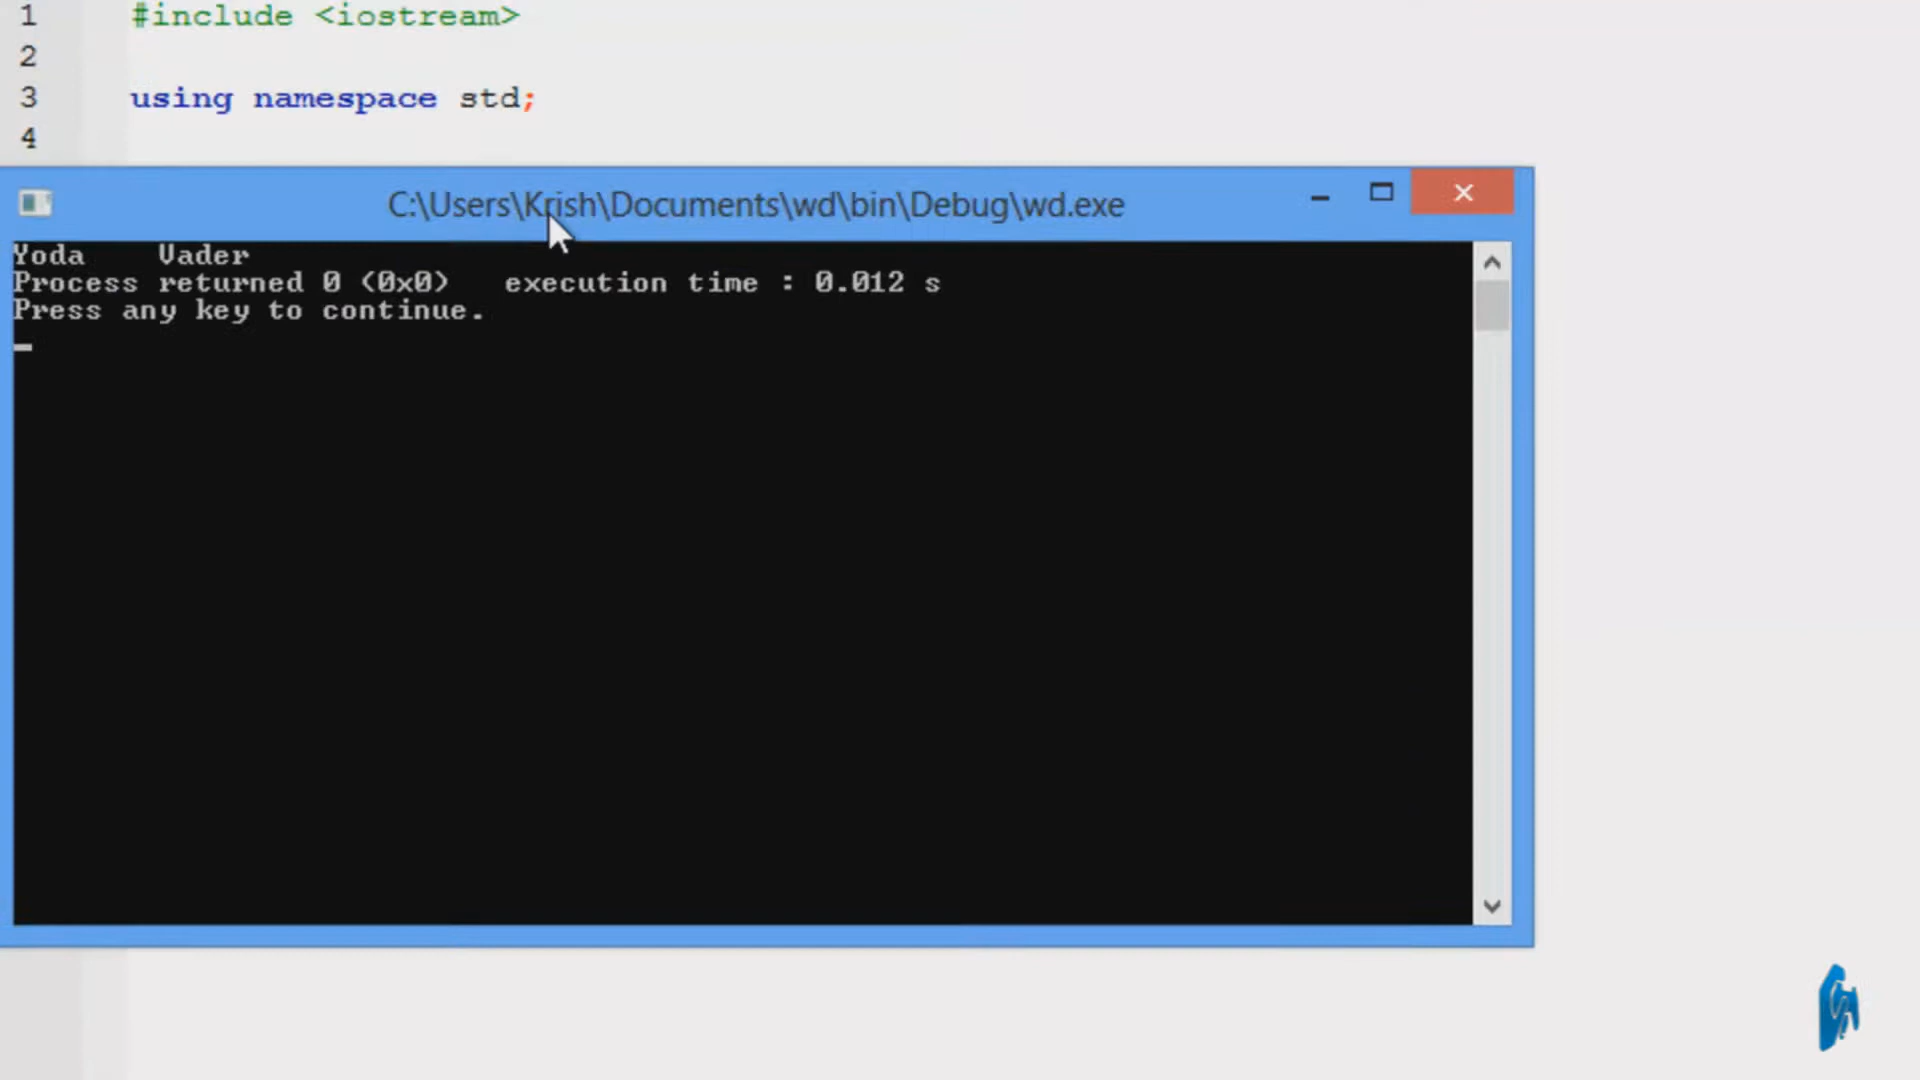 1 #include <iostream>
2
3 using namespace std;
4
C:\Users\Krish\Documents\wd\bin\Debug\wd.exe
Yoda    Vader
Process returned 0 (0x0)   execution time : 0.012 s
Press any key to continue.